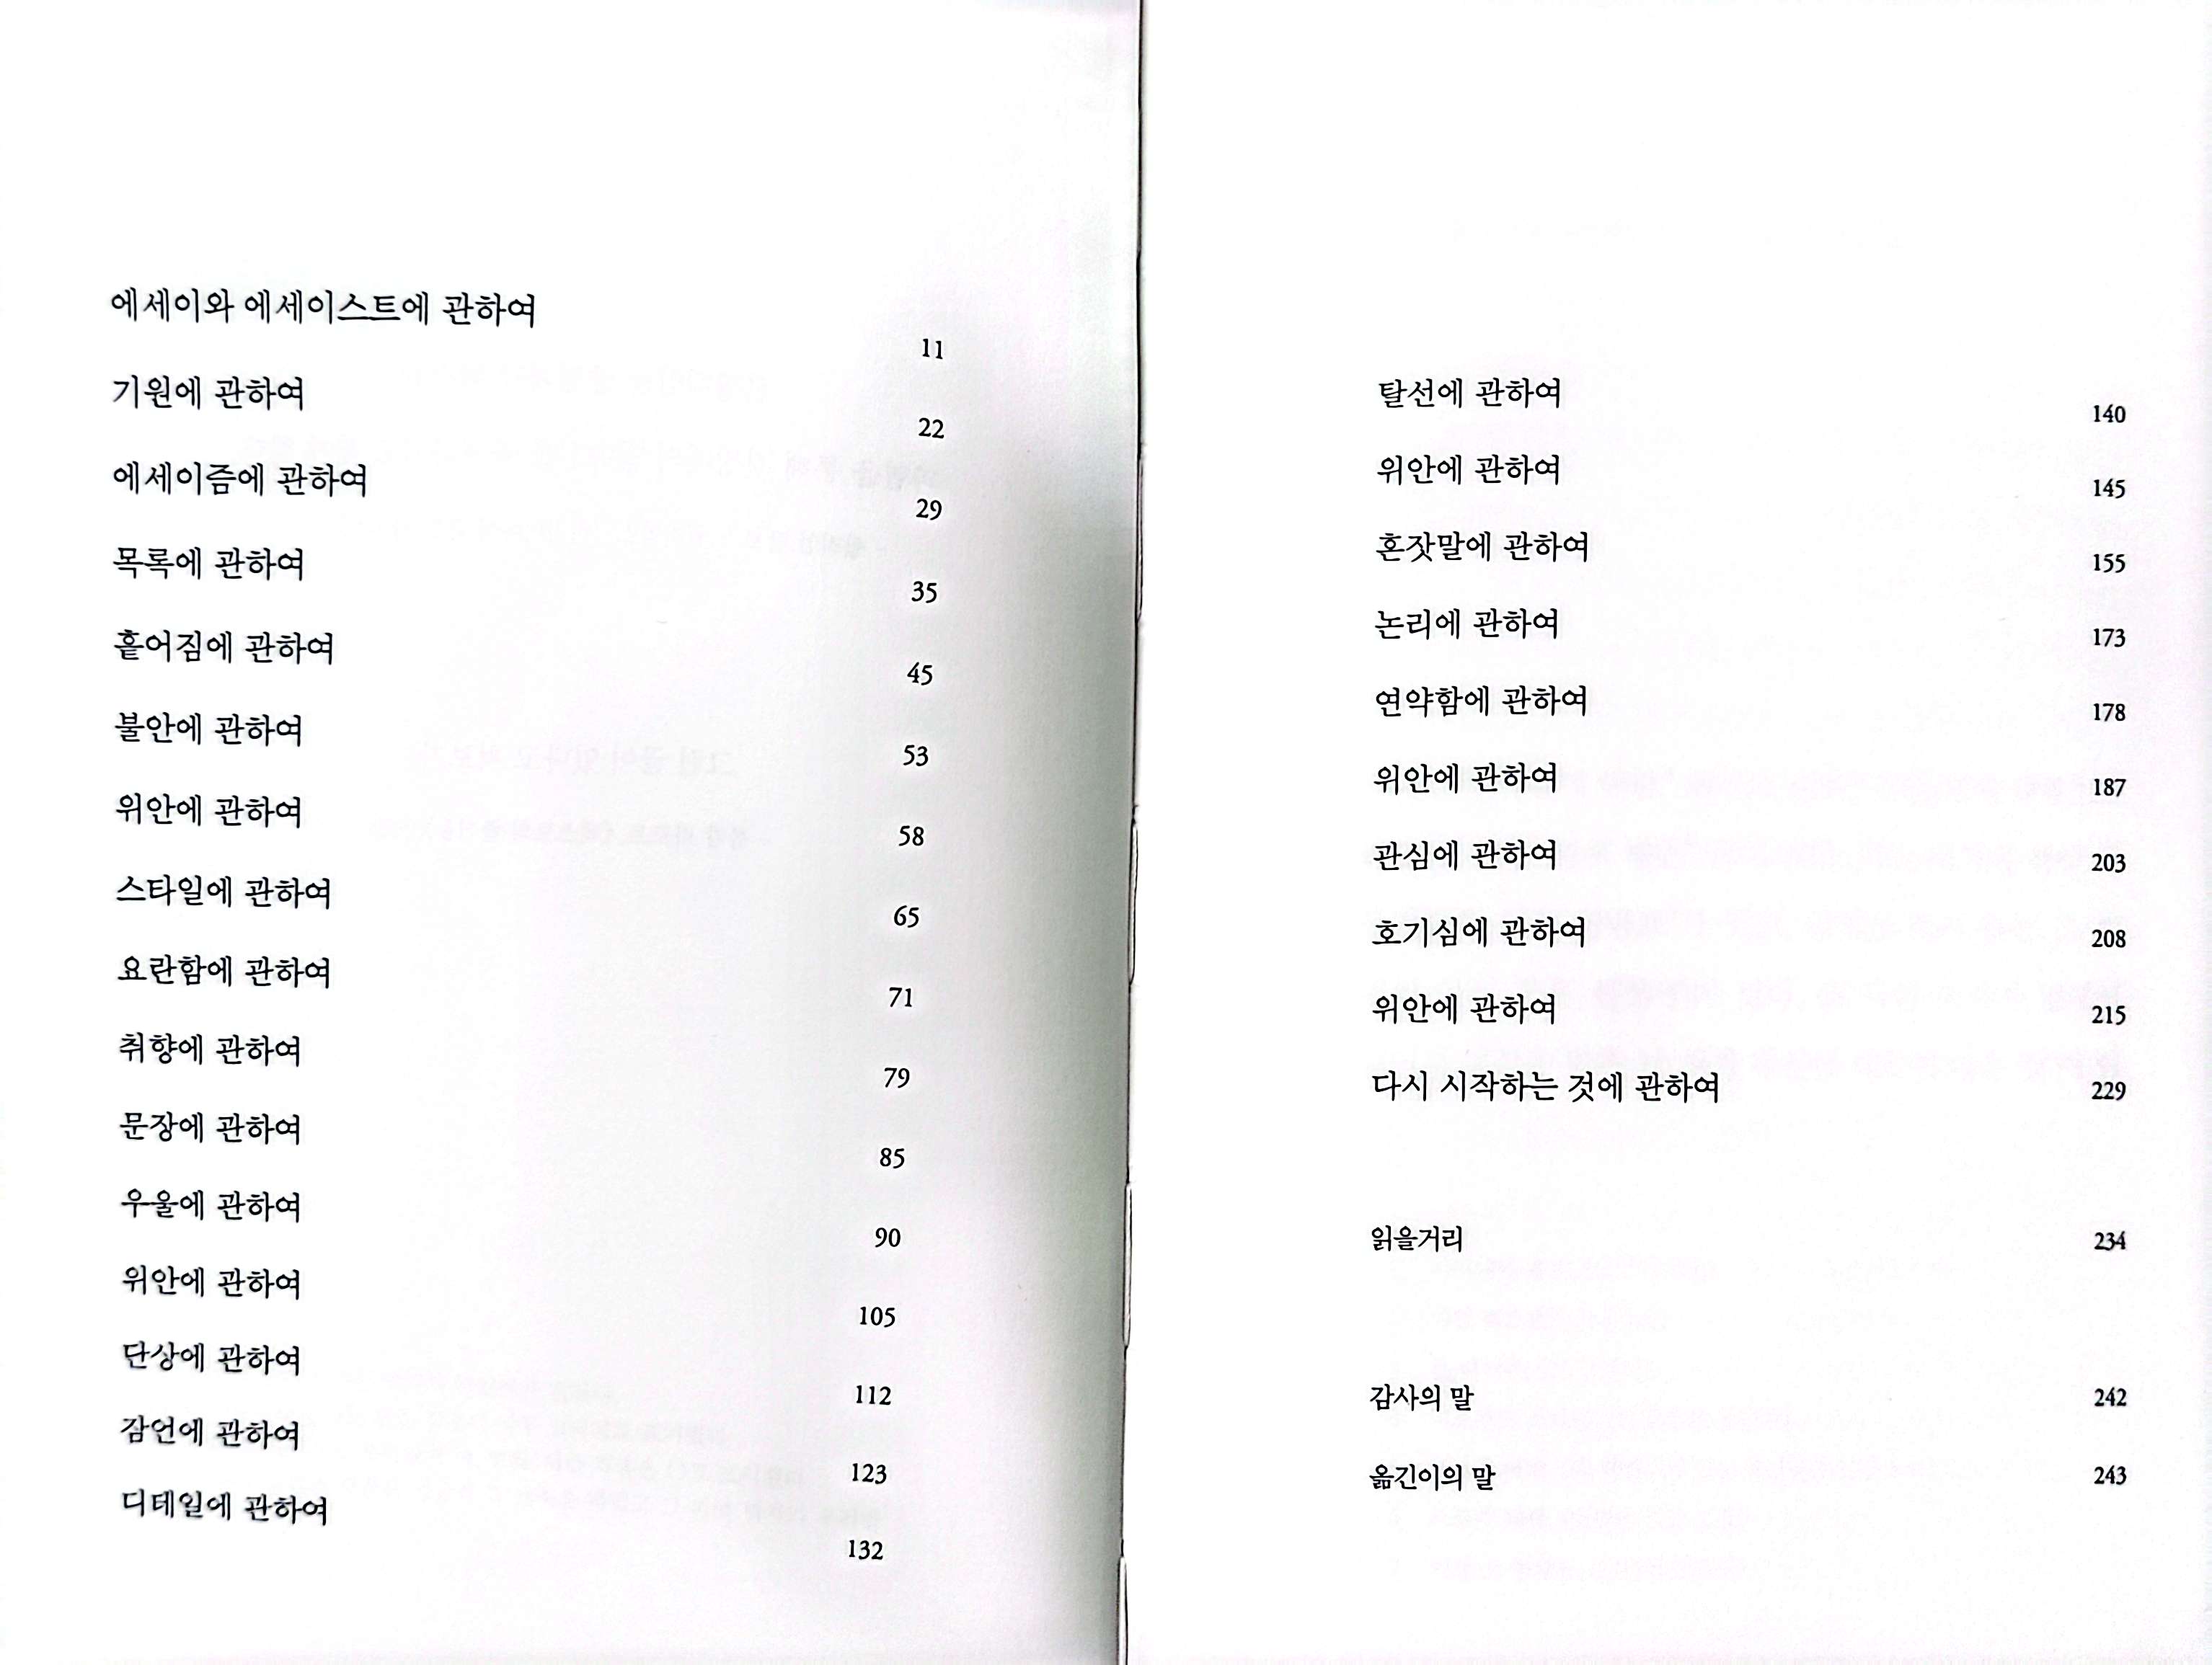 에세이와 에세이스트에 관하여 11
기원에 관하여 22
에세이즘에 관하여 29
목록에 관하여 35
흩어짐에 관하여 45
불안에 관하여 53
위안에 관하여 58
스타일에 관하여 65
요란함에 관하여 71
취향에 관하여 79
문장에 관하여 85
우울에 관하여 90
위안에 관하여 105
단상에 관하여 112
잠언에 관하여 123
디테일에 관하여 132
탈선에 관하여 140
위안에 관하여 145
혼잣말에 관하여 155
논리에 관하여 173
연약함에 관하여 178
위안에 관하여 187
관심에 관하여 203
호기심에 관하여 208
위안에 관하여 215
다시 시작하는 것에 관하여 229
읽을거리 234
감사의 말 242
옮긴이의 말 243